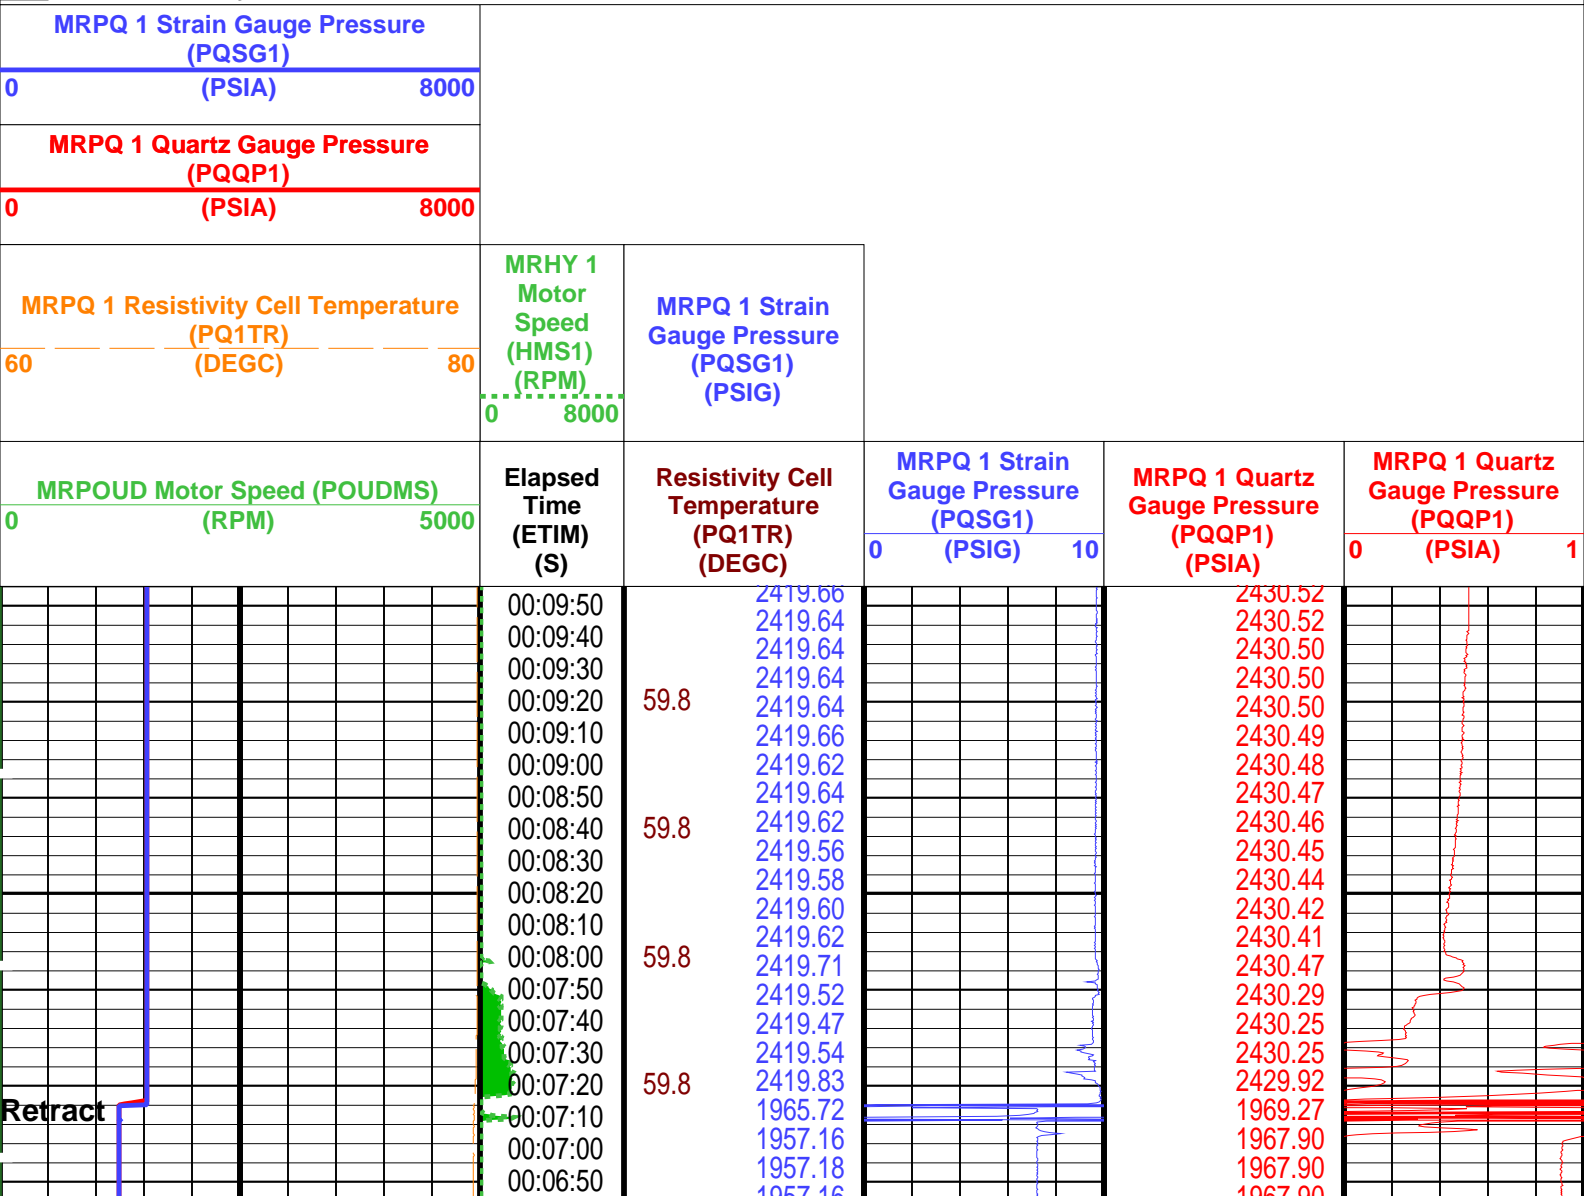 MRPQ 1 Strain Gauge Pressure
(PQSG1)
0 (PSIA) 8000
MRPQ 1 Quartz Gauge Pressure
(PQQP1)
0 (PSIA) 8000
MRPQ 1 Resistivity Cell Temperature
(PQ1TR)
60 (DEGC) 80
MRHY 1
Motor
Speed
(HMS1)
(RPM)
0 8000
MRPQ 1 Strain
Gauge Pressure
(PQSG1)
(PSIG)
MRPOUD Motor Speed (POUDMS)
0 (RPM) 5000
Elapsed
Time
(ETIM)
(S)
Resistivity Cell
Temperature
(PQ1TR)
(DEGC)
MRPQ 1 Strain
Gauge Pressure
(PQSG1)
0 (PSIG) 10
MRPQ 1 Quartz
Gauge Pressure
(PQQP1)
(PSIA)
MRPQ 1 Quartz
Gauge Pressure
(PQQP1)
0 (PSIA) 1
Retract
00:09:50
00:09:40
00:09:30
00:09:20
00:09:10
00:09:00
00:08:50
00:08:40
00:08:30
00:08:20
00:08:10
00:08:00
00:07:50
00:07:40
00:07:30
00:07:20
00:07:10
00:07:00
00:06:50
59.8
59.8
59.8
59.8
2419.66
2419.64
2419.64
2419.64
2419.64
2419.66
2419.62
2419.64
2419.62
2419.56
2419.58
2419.60
2419.62
2419.71
2419.52
2419.47
2419.54
2419.83
1965.72
1957.16
1957.18
1957.16
2430.52
2430.52
2430.50
2430.50
2430.50
2430.49
2430.48
2430.47
2430.46
2430.45
2430.44
2430.42
2430.41
2430.47
2430.29
2430.25
2430.25
2429.92
1969.27
1967.90
1967.90
1967.90